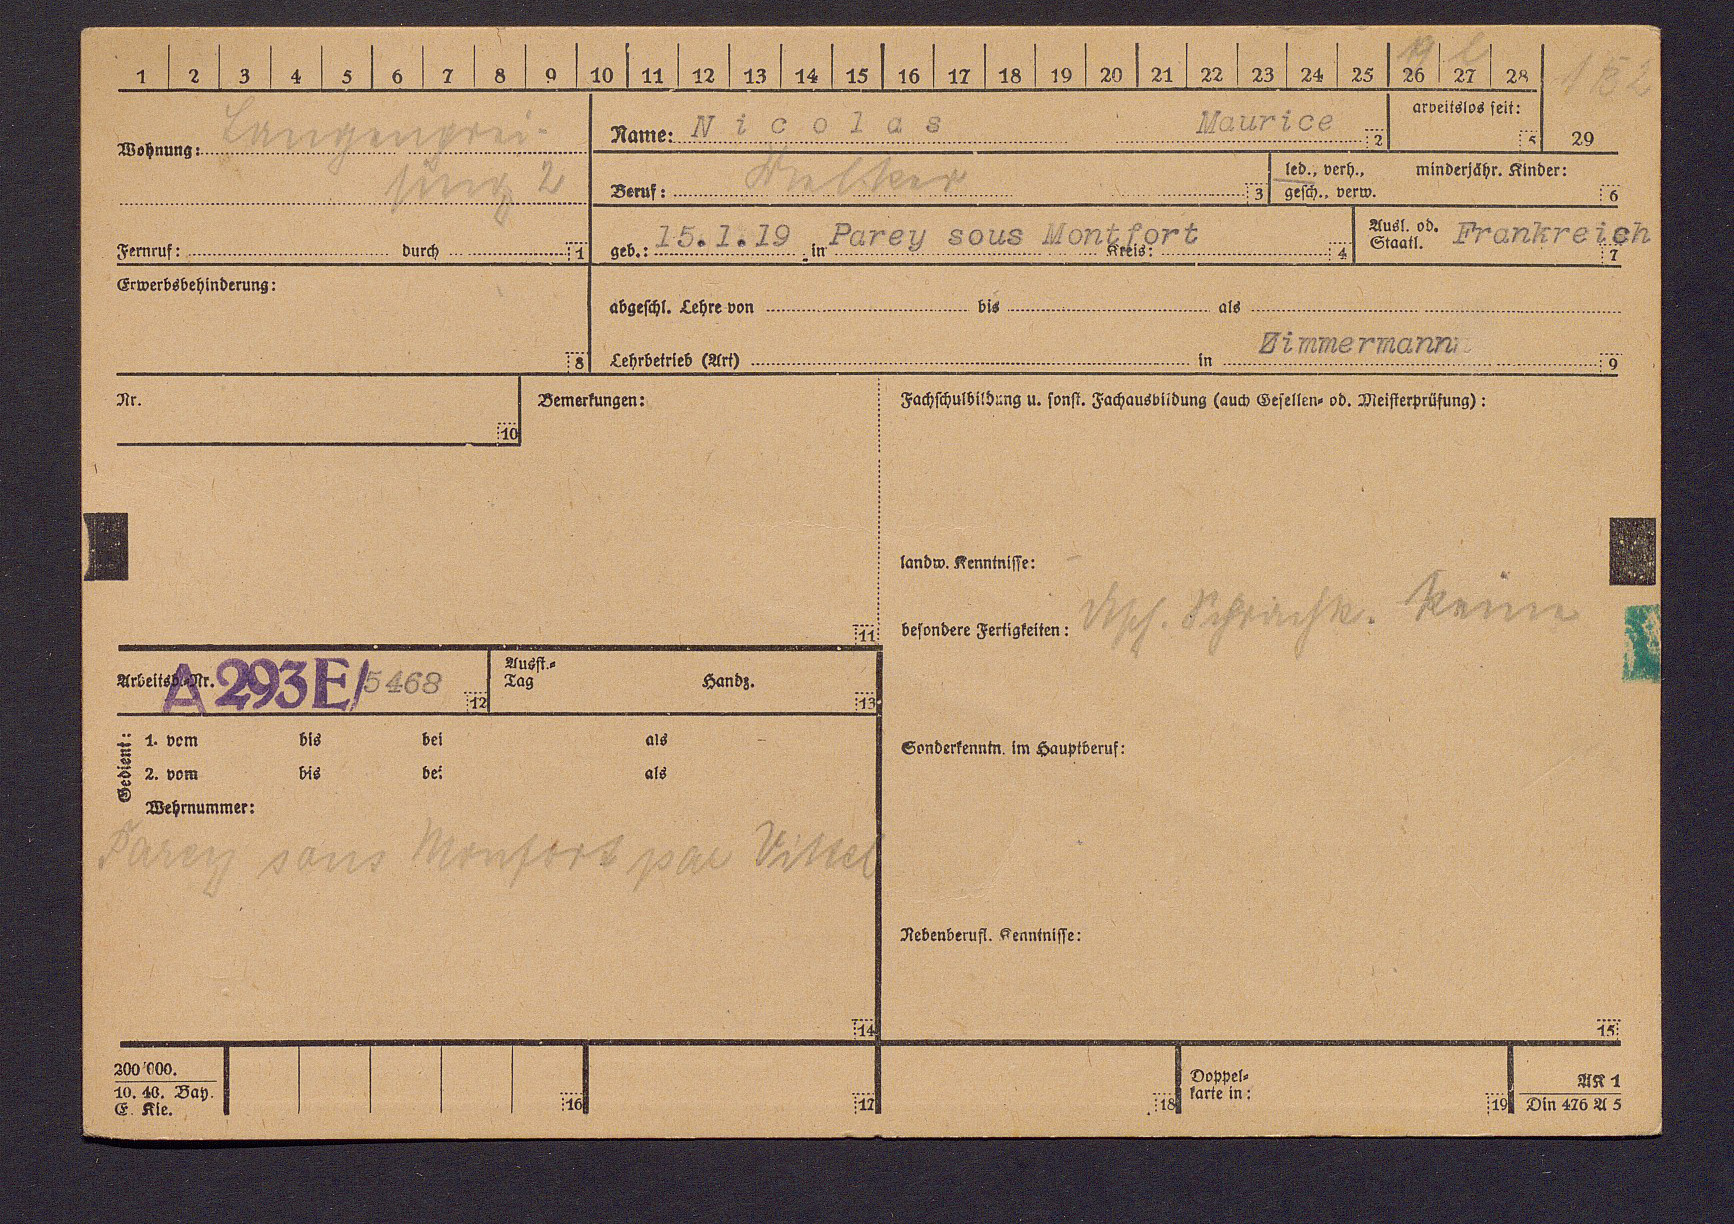 1 2 3 4 5 6 7 8 9 10 11 12 13 14 15 16 17 18 19 20 21 22 23 24 25 26 27 28 29
Wohnung: Langengeisling 2
Name: Nicolas Maurice 2
arbeitslos seit: 5
Beruf: Melker 3
led., verh., gesch., verw.
minderjähr. Kinder: 6
Fernruf: durch 1
geb.: 15.1.19 in Parey sous Montfort Kreis: 4
Ausl. od. Staatl. Frankreich 7
Erwerbsbehinderung: 8
abgeschl. Lehre von bis als
Lehrbetrieb (Art) in Zimmermann 9
Nr. 10
Bemerkungen: 11
Fachschulbildung u. sonst. Fachausbildung (auch Gesellen- od. Meisterprüfung) :
landw. Kenntnisse:
besondere Fertigkeiten: keine
Arbeitsb.-Nr. A 293E/5468 12
Ausst.-Tag Handz. 13
Gedient:
1. vom bis bei als
2. vom bis bei als
Wehrnummer:
Parey sous Monfort par Vittel
14
Sonderkenntn. im Hauptberuf:
Nebenberufl. Kenntnisse:
15
200 000.
10. 40. Bay.
E. Kle.
16 17 18
Doppelkarte in: 19
AK 1
Din 476 A 5